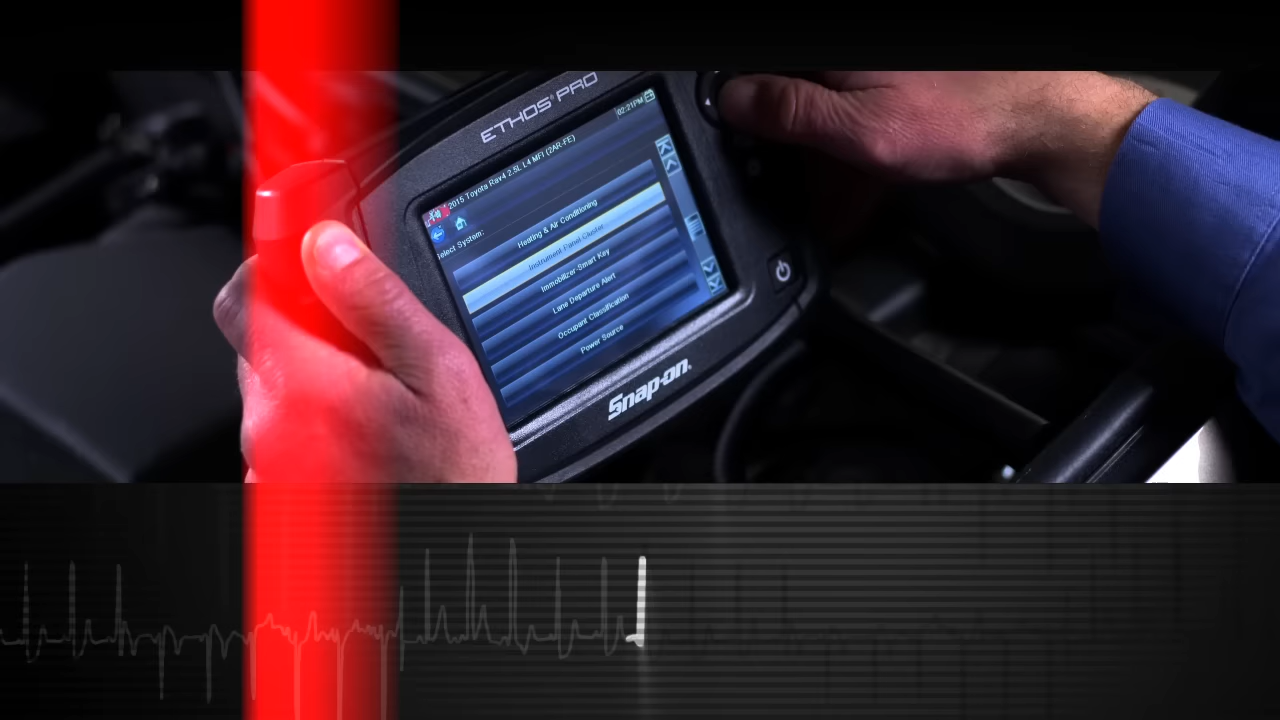 ETHOS® PRO
02:21PM
2015 Toyota Rav4 2.5L L4 MFI (2AR-FE)
Select System:
Heating & Air Conditioning
Instrument Panel Cluster
Immobilizer-Smart Key
Lane Departure Alert
Occupant Classification
Power Source
Snap-on®